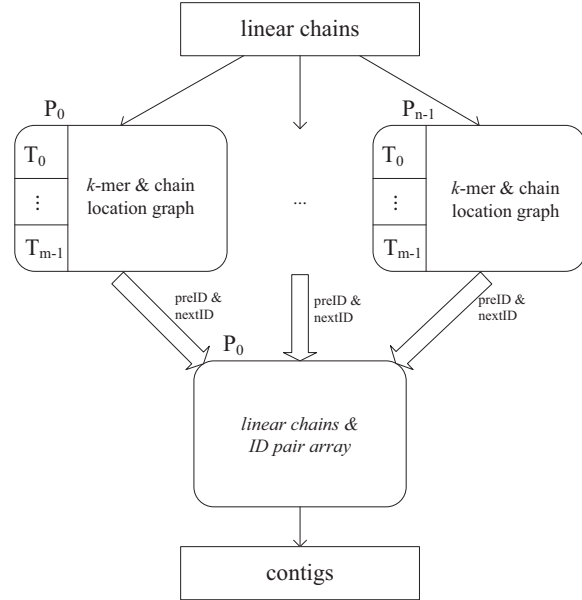 linear chains
P0
Pn-1
T0
⋮
Tm-1
k-mer & chain
location graph
...
T0
⋮
Tm-1
k-mer & chain
location graph
preID &
nextID
preID &
nextID
preID &
nextID
P0
linear chains &
ID pair array
contigs